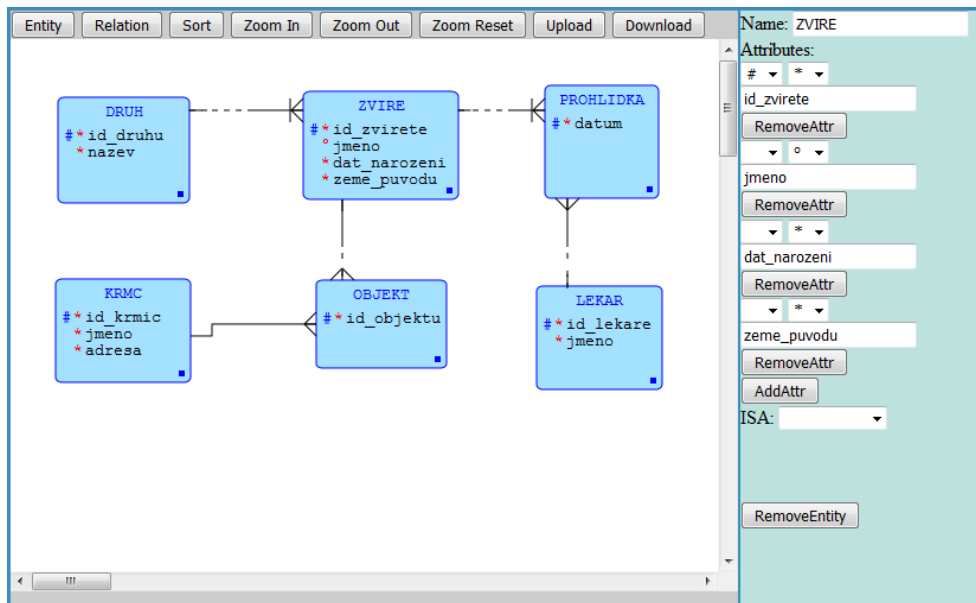 Entity Relation Sort Zoom In Zoom Out Zoom Reset Upload Download
DRUH
#*id_druhu
*nazev
ZVIRE
#*id_zvirete
°jmeno
*dat_narozeni
*zeme_puvodu
PROHLIDKA
#*datum
KRMC
#*id_krmic
*jmeno
*adresa
OBJEKT
#*id_objektu
LEKAR
#*id_lekare
*jmeno
Name: ZVIRE
Attributes:
# *
id_zvirete
RemoveAttr
°
jmeno
RemoveAttr
*
dat_narozeni
RemoveAttr
*
zeme_puvodu
RemoveAttr
AddAttr
ISA:
RemoveEntity